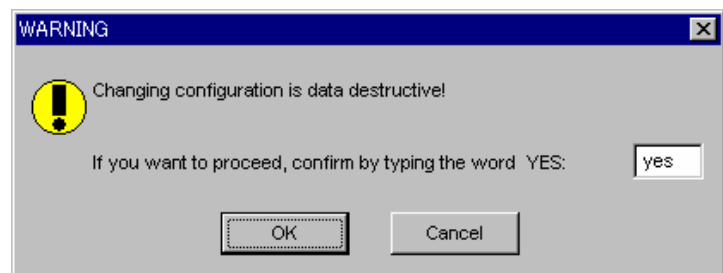 WARNING
Changing configuration is data destructive!
If you want to proceed, confirm by typing the word YES: yes
OK Cancel